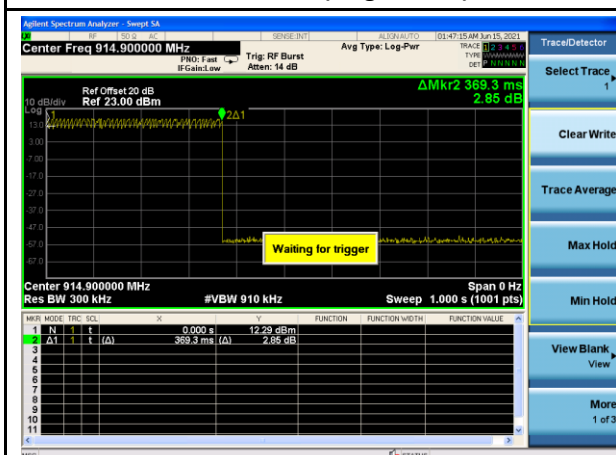 Agilent Spectrum Analyzer - Swept SA
RF 50 Ω AC SENSE:INT ALIGN AUTO 01:47:15 AM Jun 15, 2021
Center Freq 914.900000 MHz
PNO: Fast
IFGain:Low
Trig: RF Burst
Atten: 14 dB
Avg Type: Log-Pwr
TRACE 1 2 3 4 5 6
TYPE
DET P N N N N N
Ref Offset 20 dB
10 dB/div Ref 23.00 dBm
Log
ΔMkr2 369.3 ms
2.85 dB
1
2Δ1
13.0
3.00
-7.00
-17.0
-27.0
-37.0
-47.0
-57.0
-67.0
Waiting for trigger
Center 914.900000 MHz Span 0 Hz
Res BW 300 kHz #VBW 910 kHz Sweep 1.000 s (1001 pts)
MKR MODE TRC SCL X Y FUNCTION FUNCTION WIDTH FUNCTION VALUE
1 N 1 t 0.000 s 12.29 dBm
2 Δ1 1 t (Δ) 369.3 ms (Δ) 2.85 dB
3
4
5
6
7
8
9
10
11
MSG STATUS
Trace/Detector
Select Trace
1
Clear Write
Trace Average
Max Hold
Min Hold
View Blank
View
More
1 of 3